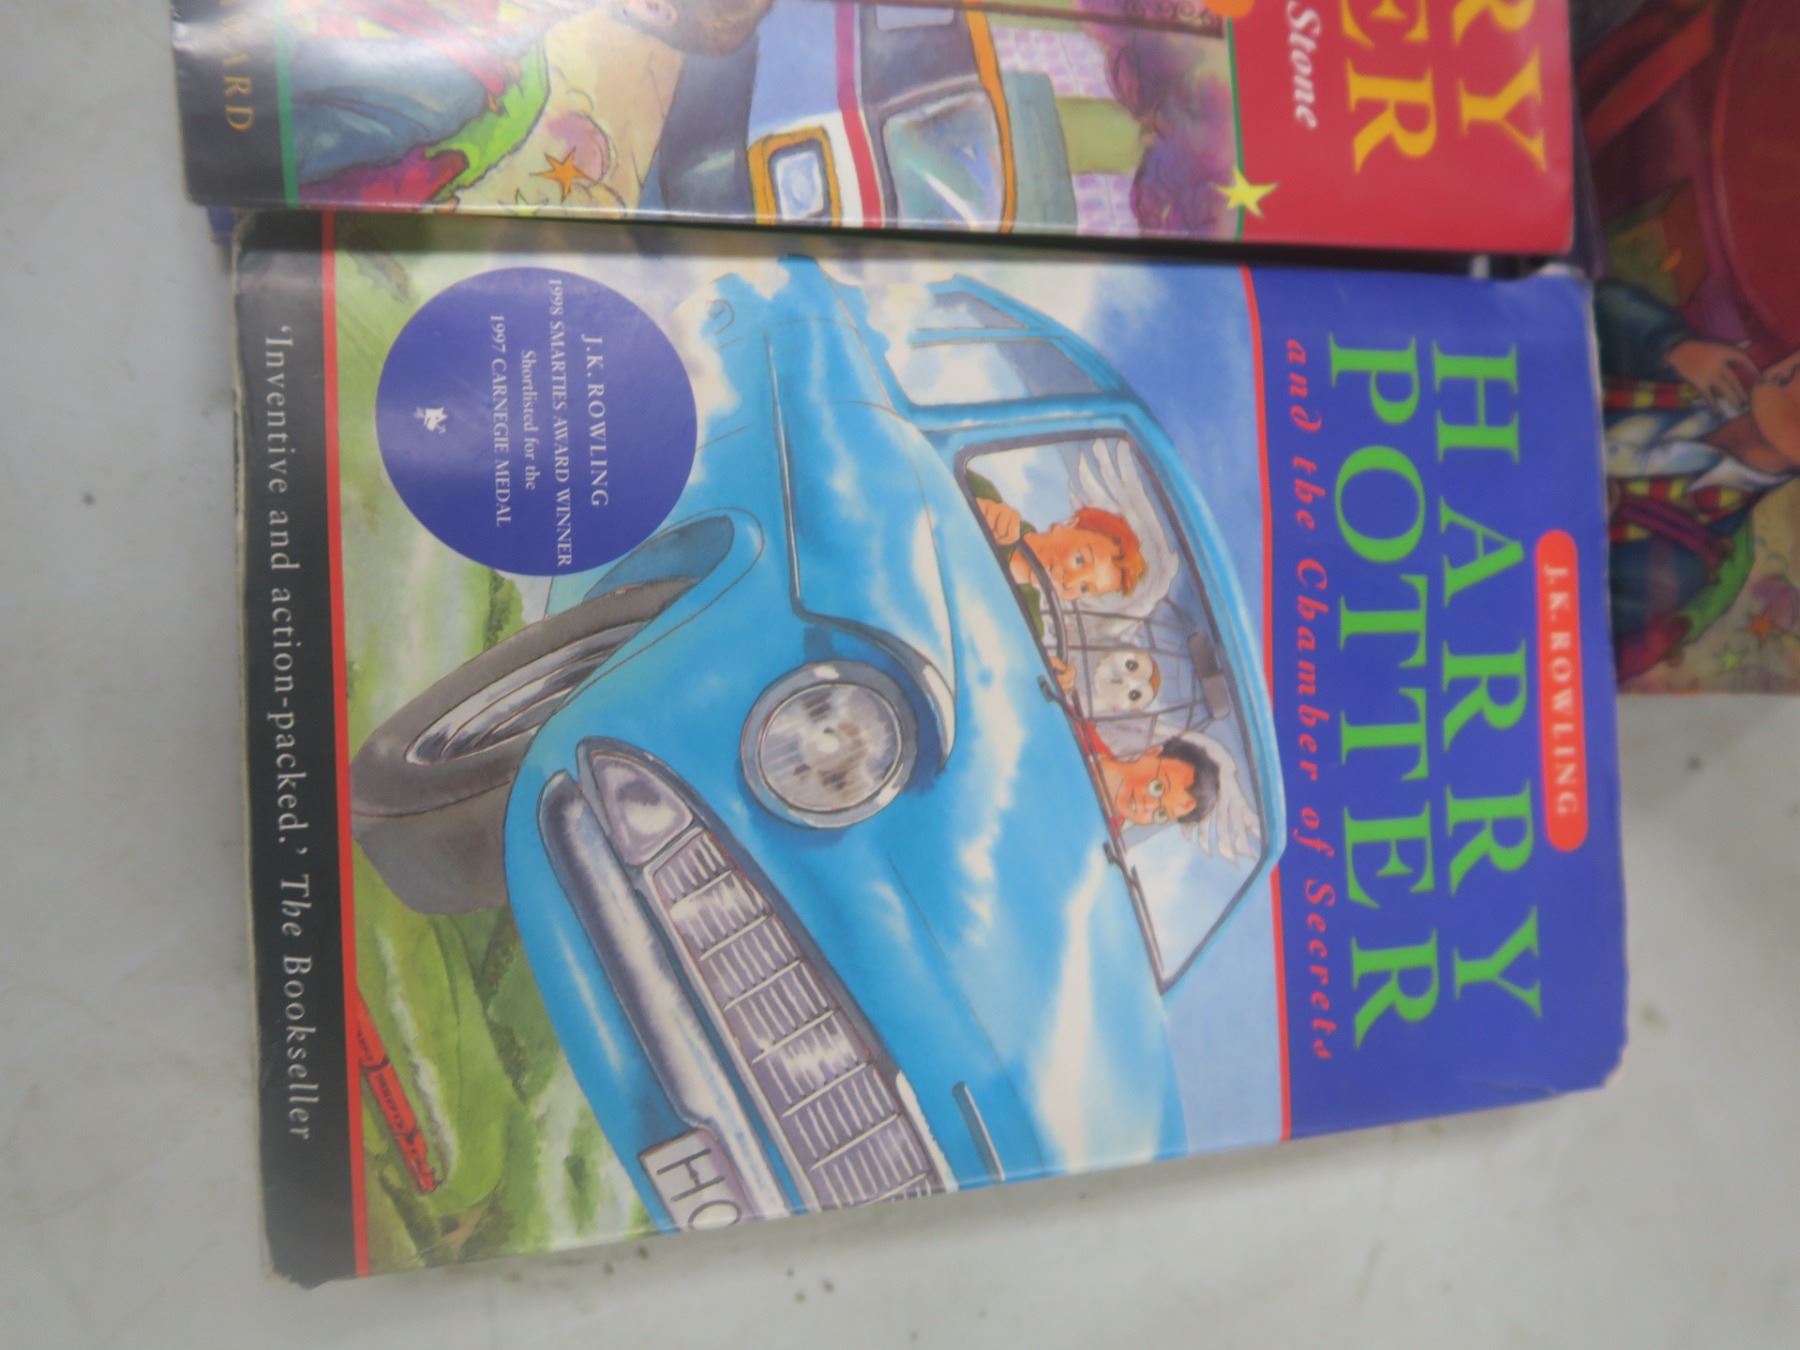 RY
ER
Stone
ARD
J.K. ROWLING
HARRY
POTTER
and the Chamber of Secrets
J.K. ROWLING
1998 SMARTIES AWARD WINNER
Shortlisted for the
1997 CARNEGIE MEDAL
HO
'Inventive and action-packed.' The Bookseller